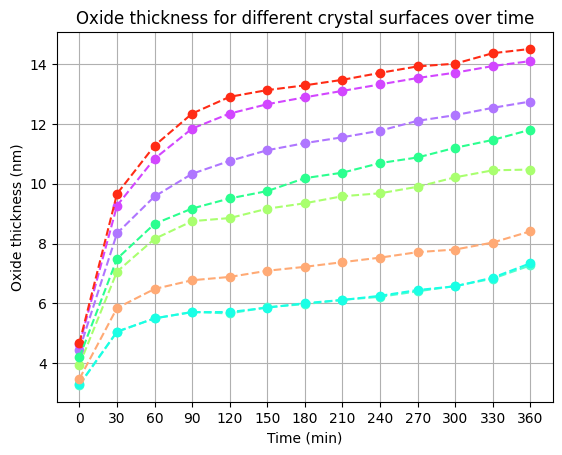 Oxide thickness for different crystal surfaces over time
Oxide thickness (nm)
14
12
10
8
6
4
0 30 60 90 120 150 180 210 240 270 300 330 360
Time (min)